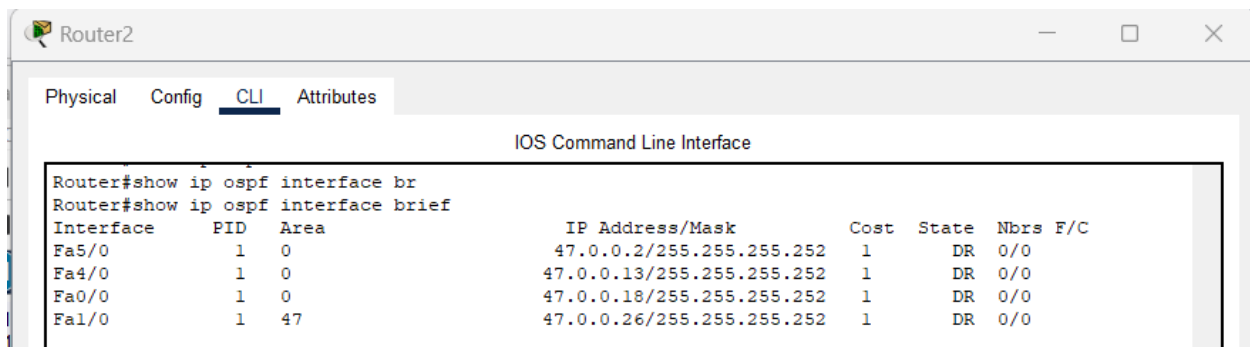 Router2
Physical Config CLI Attributes
IOS Command Line Interface
Router#show ip ospf interface br
Router#show ip ospf interface brief
Interface PID Area IP Address/Mask Cost State Nbrs F/C
Fa5/0 1 0 47.0.0.2/255.255.255.252 1 DR 0/0
Fa4/0 1 0 47.0.0.13/255.255.255.252 1 DR 0/0
Fa0/0 1 0 47.0.0.18/255.255.255.252 1 DR 0/0
Fa1/0 1 47 47.0.0.26/255.255.255.252 1 DR 0/0